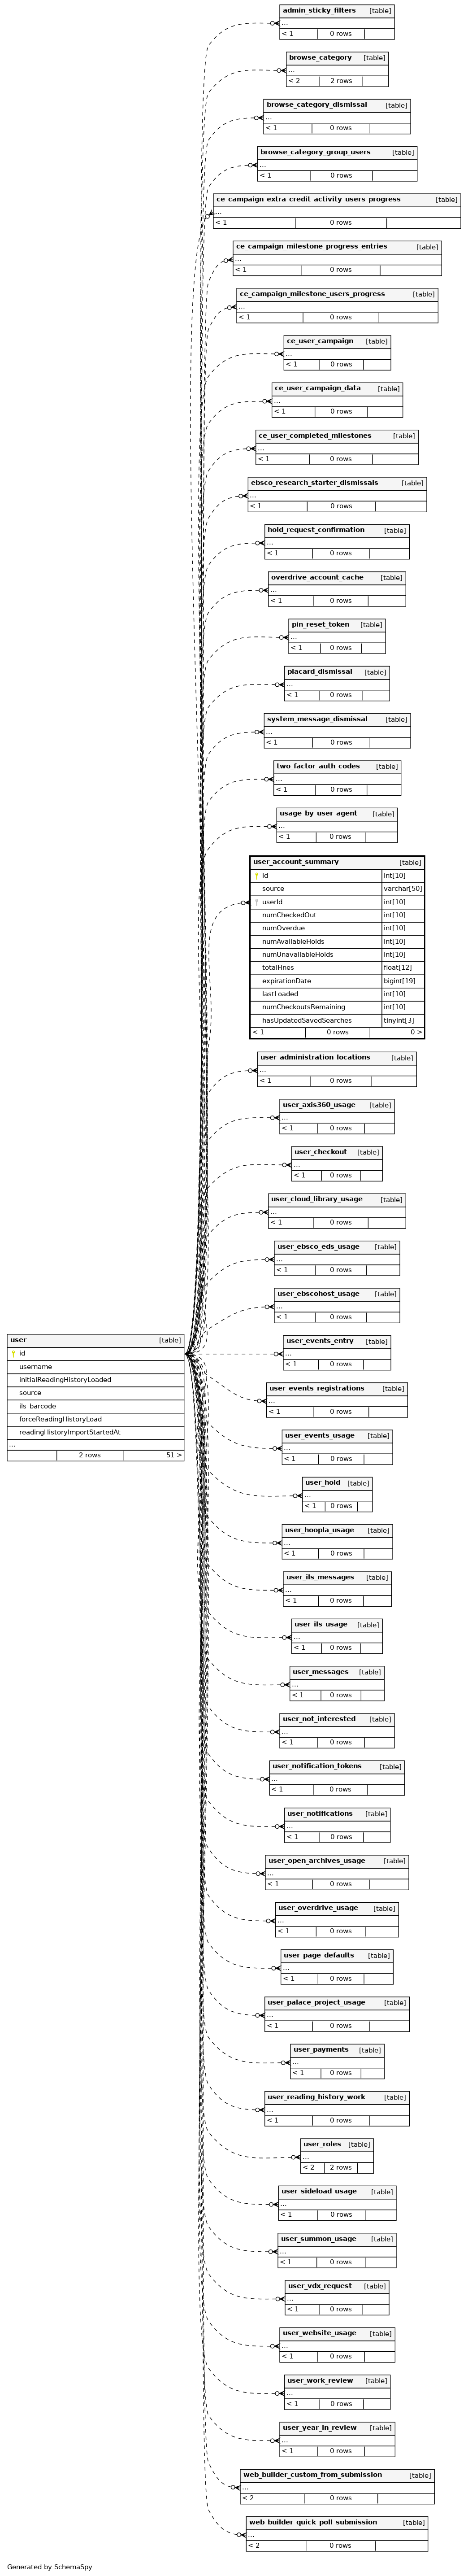 admin_sticky_filters [table]
...
< 1 0 rows
browse_category [table]
...
< 2 2 rows
browse_category_dismissal [table]
...
< 1 0 rows
browse_category_group_users [table]
...
< 1 0 rows
ce_campaign_extra_credit_activity_users_progress [table]
...
< 1 0 rows
ce_campaign_milestone_progress_entries [table]
...
< 1 0 rows
ce_campaign_milestone_users_progress [table]
...
< 1 0 rows
ce_user_campaign [table]
...
< 1 0 rows
ce_user_campaign_data [table]
...
< 1 0 rows
ce_user_completed_milestones [table]
...
< 1 0 rows
ebsco_research_starter_dismissals [table]
...
< 1 0 rows
hold_request_confirmation [table]
...
< 1 0 rows
overdrive_account_cache [table]
...
< 1 0 rows
pin_reset_token [table]
...
< 1 0 rows
placard_dismissal [table]
...
< 1 0 rows
system_message_dismissal [table]
...
< 1 0 rows
two_factor_auth_codes [table]
...
< 1 0 rows
usage_by_user_agent [table]
...
< 1 0 rows
user_account_summary [table]
id int[10]
source varchar[50]
userId int[10]
numCheckedOut int[10]
numOverdue int[10]
numAvailableHolds int[10]
numUnavailableHolds int[10]
totalFines float[12]
expirationDate bigint[19]
lastLoaded int[10]
numCheckoutsRemaining int[10]
hasUpdatedSavedSearches tinyint[3]
< 1 0 rows 0 >
user_administration_locations [table]
...
< 1 0 rows
user_axis360_usage [table]
...
< 1 0 rows
user_checkout [table]
...
< 1 0 rows
user_cloud_library_usage [table]
...
< 1 0 rows
user_ebsco_eds_usage [table]
...
< 1 0 rows
user_ebscohost_usage [table]
...
< 1 0 rows
user [table]
id
username
initialReadingHistoryLoaded
source
ils_barcode
forceReadingHistoryLoad
readingHistoryImportStartedAt
...
2 rows 51 >
user_events_entry [table]
...
< 1 0 rows
user_events_registrations [table]
...
< 1 0 rows
user_events_usage [table]
...
< 1 0 rows
user_hold [table]
...
< 1 0 rows
user_hoopla_usage [table]
...
< 1 0 rows
user_ils_messages [table]
...
< 1 0 rows
user_ils_usage [table]
...
< 1 0 rows
user_messages [table]
...
< 1 0 rows
user_not_interested [table]
...
< 1 0 rows
user_notification_tokens [table]
...
< 1 0 rows
user_notifications [table]
...
< 1 0 rows
user_open_archives_usage [table]
...
< 1 0 rows
user_overdrive_usage [table]
...
< 1 0 rows
user_page_defaults [table]
...
< 1 0 rows
user_palace_project_usage [table]
...
< 1 0 rows
user_payments [table]
...
< 1 0 rows
user_reading_history_work [table]
...
< 1 0 rows
user_roles [table]
...
< 2 2 rows
user_sideload_usage [table]
...
< 1 0 rows
user_summon_usage [table]
...
< 1 0 rows
user_vdx_request [table]
...
< 1 0 rows
user_website_usage [table]
...
< 1 0 rows
user_work_review [table]
...
< 1 0 rows
user_year_in_review [table]
...
< 1 0 rows
web_builder_custom_from_submission [table]
...
< 2 0 rows
web_builder_quick_poll_submission [table]
...
< 2 0 rows
Generated by SchemaSpy